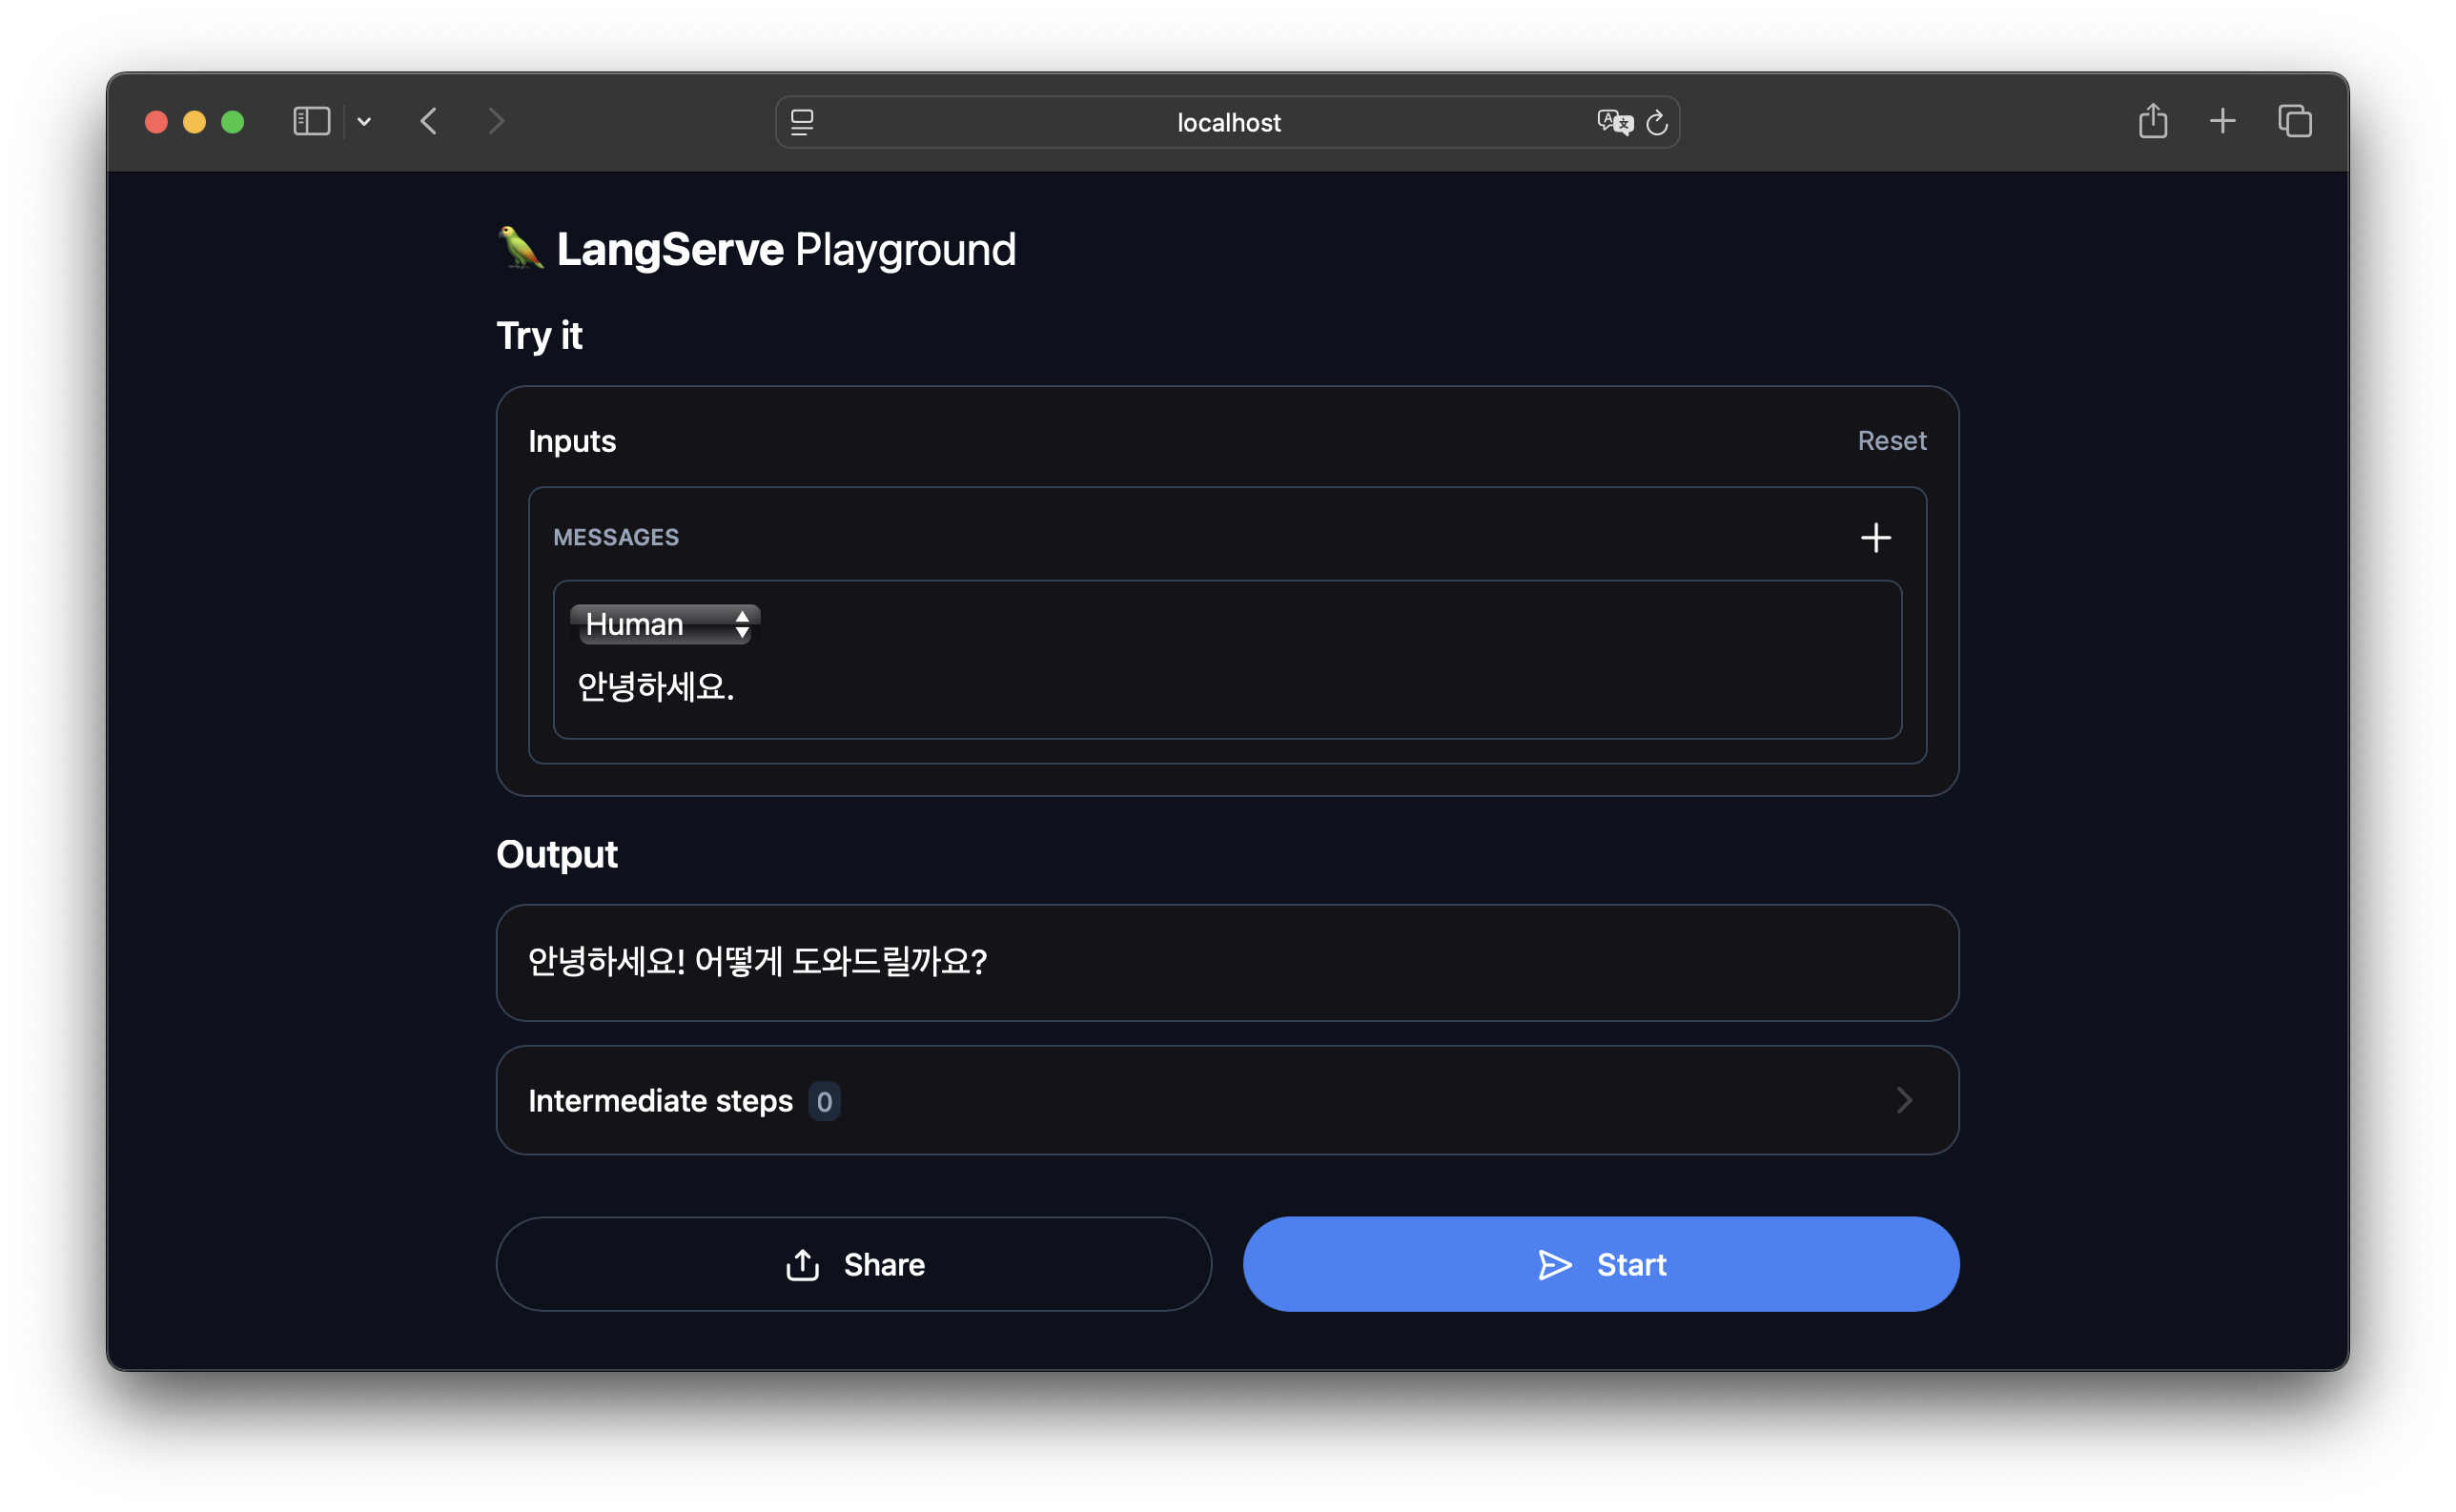 localhost
LangServe Playground
Try it
Inputs
Reset
MESSAGES
Human
안녕하세요.
Output
안녕하세요! 어떻게 도와드릴까요?
Intermediate steps 0
Share
Start